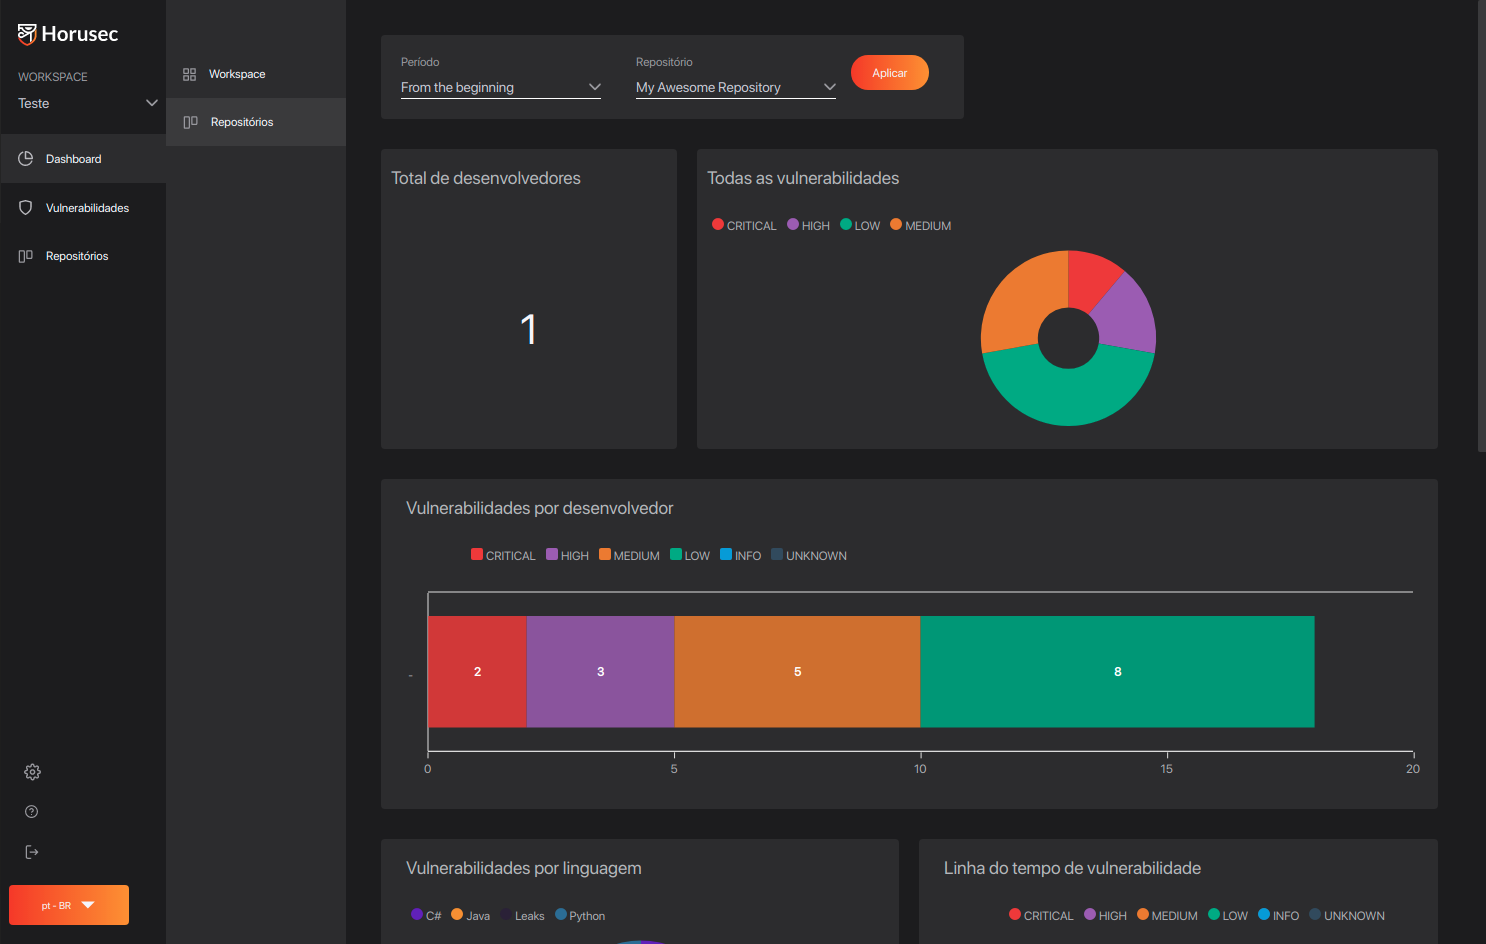 Horusec
WORKSPACE
Teste
Dashboard
Vulnerabilidades
Repositórios
pt - BR
Workspace
Repositórios
Período
From the beginning
Repositório
My Awesome Repository
Aplicar
Total de desenvolvedores
1
Todas as vulnerabilidades
CRITICAL HIGH LOW MEDIUM
Vulnerabilidades por desenvolvedor
CRITICAL HIGH MEDIUM LOW INFO UNKNOWN
- 2 3 5 8
0 5 10 15 20
Vulnerabilidades por linguagem
C# Java Leaks Python
Linha do tempo de vulnerabilidade
CRITICAL HIGH MEDIUM LOW INFO UNKNOWN